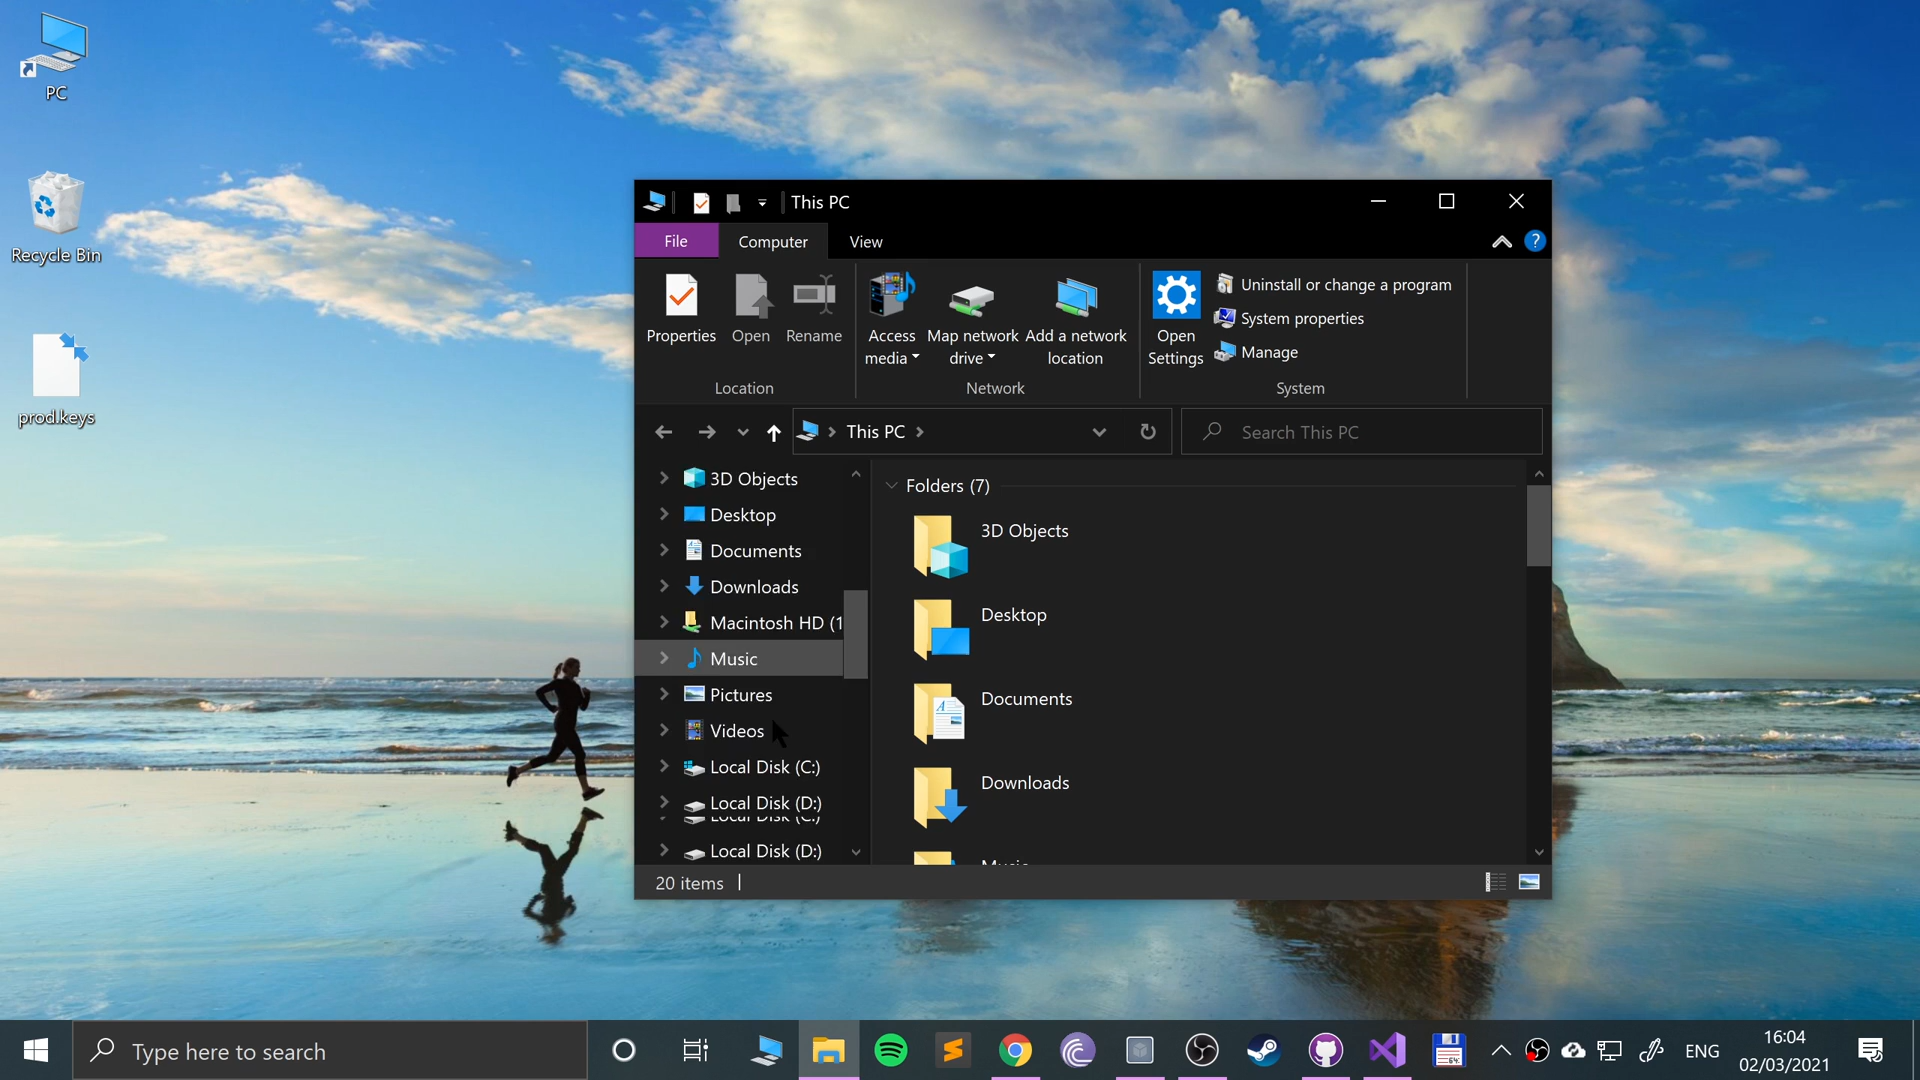 PC
Recycle Bin
prod.keys
This PC
File
Computer
View
?
Properties
Open
Rename
Location
Access
media
Map network
drive
Add a network
location
Network
Open
Settings
Uninstall or change a program
System properties
Manage
System
This PC
Search This PC
3D Objects
Desktop
Documents
Downloads
Macintosh HD (1
Music
Pictures
Videos
Local Disk (C:)
Local Disk (D:)
Local Disk (D:)
Folders (7)
3D Objects
Desktop
Documents
Downloads
Music
20 items
Type here to search
64
ENG
16:04
02/03/2021